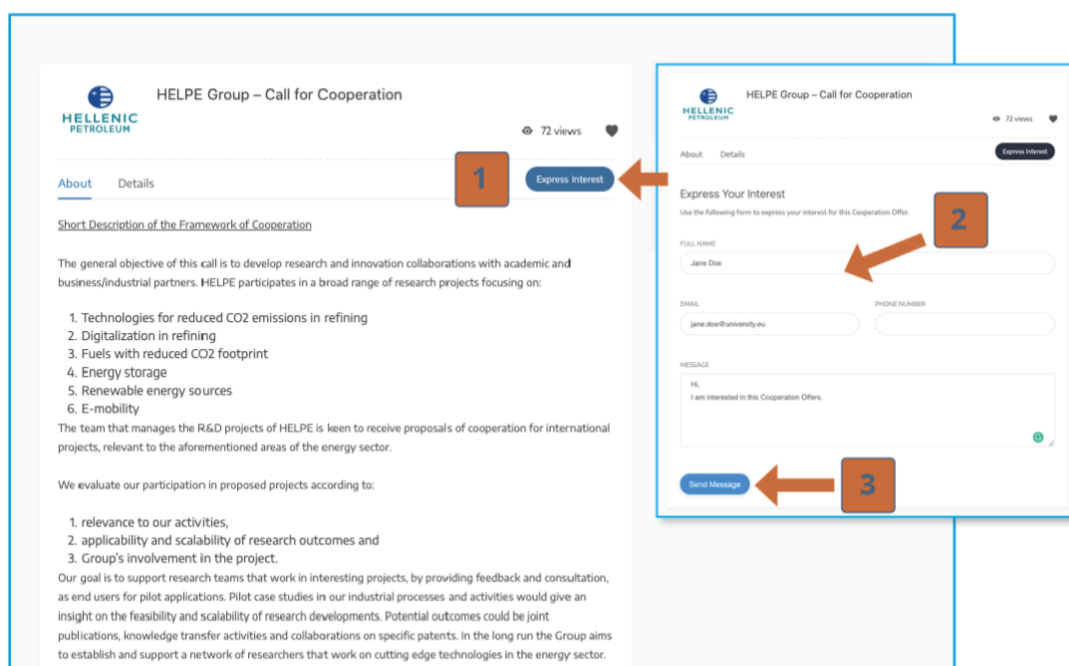 HELLENIC
PETROLEUM
HELPE Group – Call for Cooperation
72 views
1
About Details
Express Interest
Short Description of the Framework of Cooperation
The general objective of this call is to develop research and innovation collaborations with academic and
business/industrial partners. HELPE participates in a broad range of research projects focusing on:
1. Technologies for reduced CO2 emissions in refining
2. Digitalization in refining
3. Fuels with reduced CO2 footprint
4. Energy storage
5. Renewable energy sources
6. E-mobility
The team that manages the R&D projects of HELPE is keen to receive proposals of cooperation for international
projects, relevant to the aforementioned areas of the energy sector.
We evaluate our participation in proposed projects according to:
1. relevance to our activities,
2. applicability and scalability of research outcomes and
3. Group's involvement in the project.
Our goal is to support research teams that work in interesting projects, by providing feedback and consultation,
as end users for pilot applications. Pilot case studies in our industrial processes and activities would give an
insight on the feasibility and scalability of research developments. Potential outcomes could be joint
publications, knowledge transfer activities and collaborations on specific patents. In the long run the Group aims
to establish and support a network of researchers that work on cutting edge technologies in the energy sector.
HELLENIC
PETROLEUM
HELPE Group – Call for Cooperation
72 views
About Details
Express Interest
Express Your Interest
Use the following form to express your interest for this Cooperation Offer.
2
FULL NAME
Jane Doe
EMAIL PHONE NUMBER
jane.doe@university.eu
MESSAGE
Hi,
I am interested in this Cooperation Offers.
Send Message
3